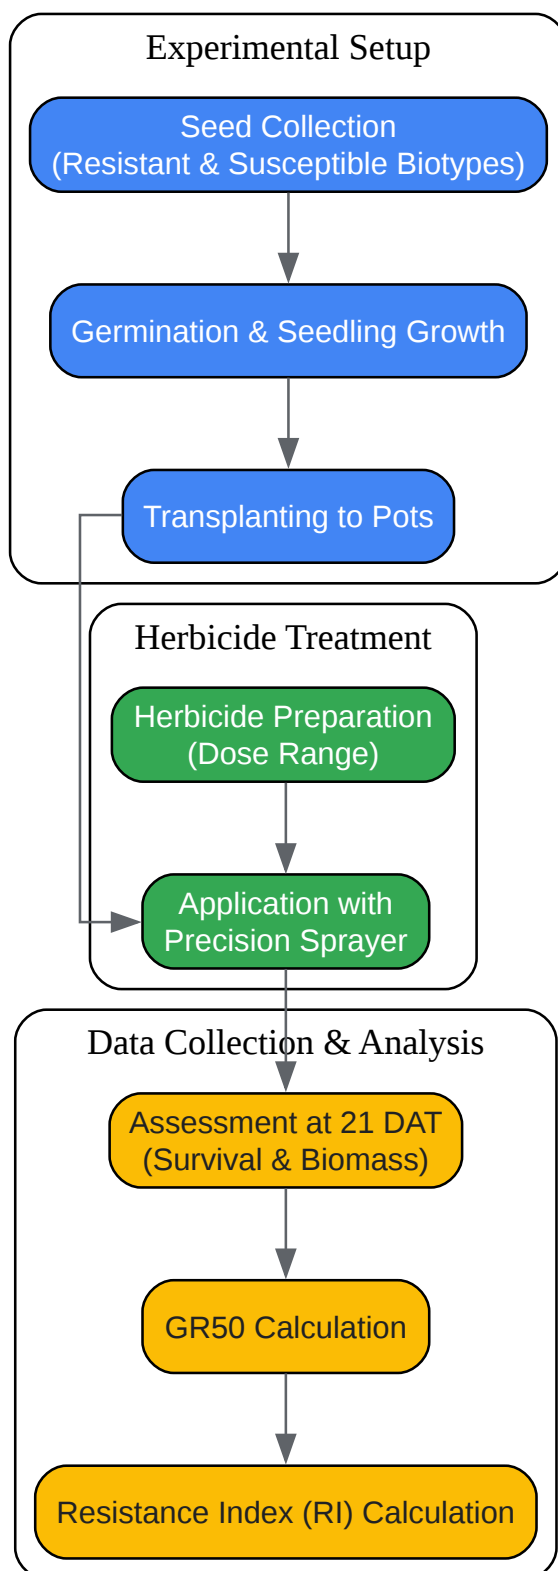 Experimental Setup
Seed Collection
(Resistant & Susceptible Biotypes)
Germination & Seedling Growth
Transplanting to Pots
Herbicide Treatment
Herbicide Preparation
(Dose Range)
Application with
Precision Sprayer
Data Collection & Analysis
Assessment at 21 DAT
(Survival & Biomass)
GR50 Calculation
Resistance Index (RI) Calculation